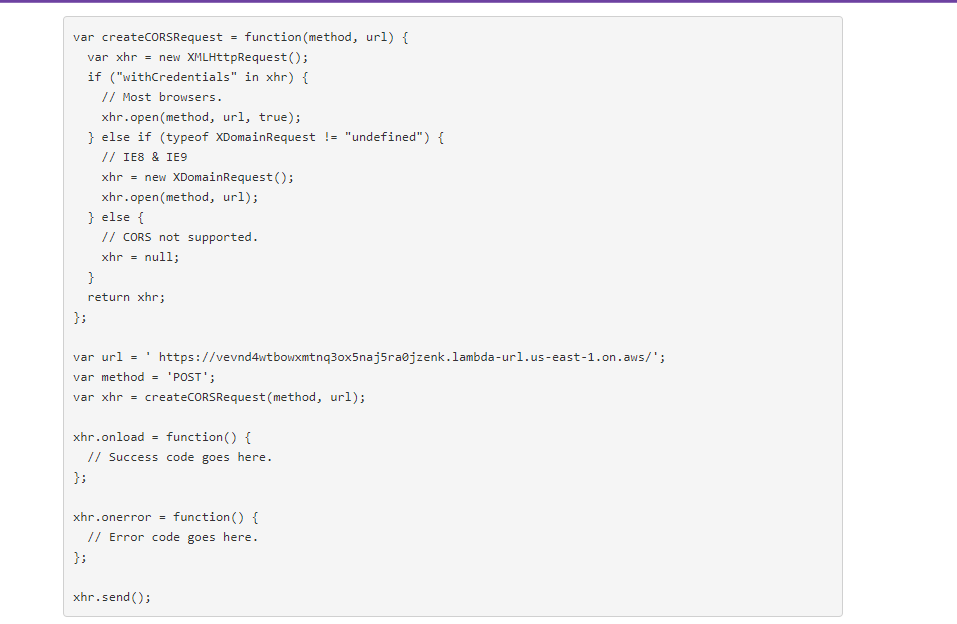 var createCORSRequest = function(method, url) {
  var xhr = new XMLHttpRequest();
  if ("withCredentials" in xhr) {
    // Most browsers.
    xhr.open(method, url, true);
  } else if (typeof XDomainRequest != "undefined") {
    // IE8 & IE9
    xhr = new XDomainRequest();
    xhr.open(method, url);
  } else {
    // CORS not supported.
    xhr = null;
  }
  return xhr;
};

var url = ' https://vevnd4wtbowxmtnq3ox5naj5ra0jzenk.lambda-url.us-east-1.on.aws/';
var method = 'POST';
var xhr = createCORSRequest(method, url);

xhr.onload = function() {
  // Success code goes here.
};

xhr.onerror = function() {
  // Error code goes here.
};

xhr.send();